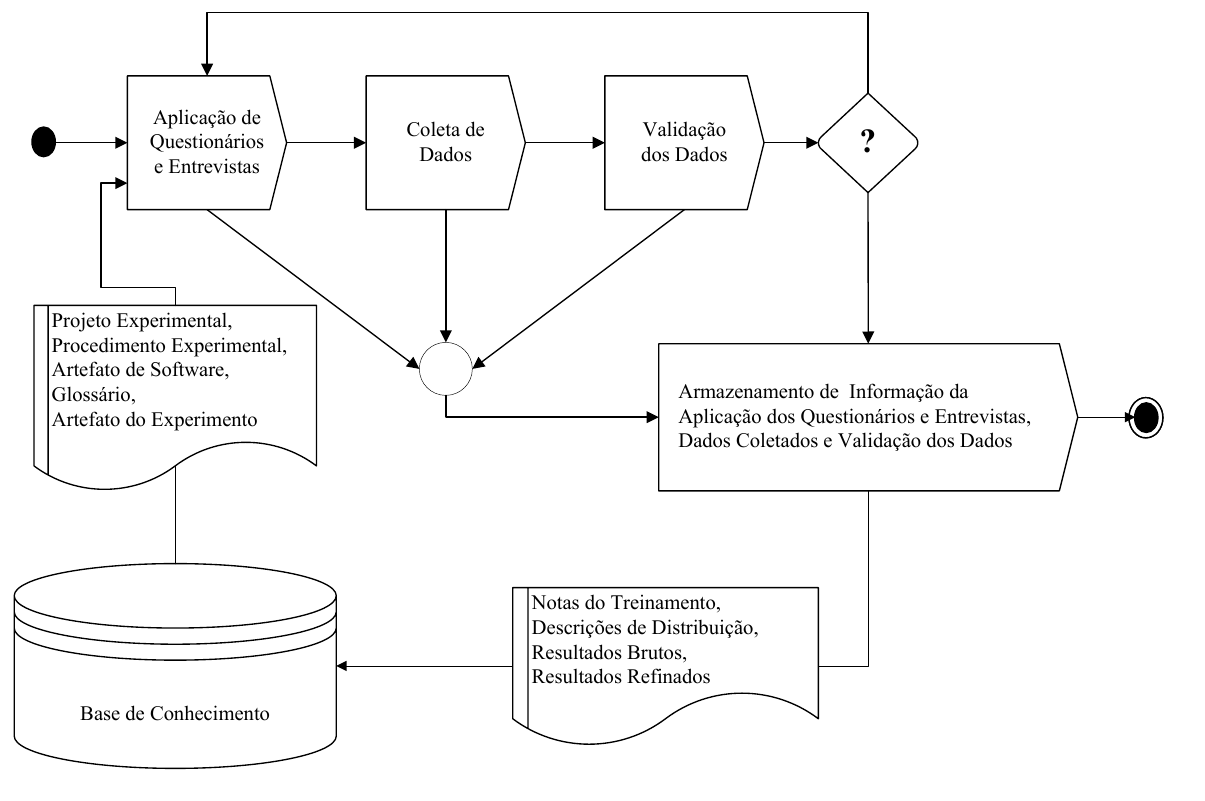 Aplicação de
Questionários
e Entrevistas
Coleta de
Dados
Validação
dos Dados
?
Projeto Experimental,
Procedimento Experimental,
Artefato de Software,
Glossário,
Artefato do Experimento
Armazenamento de  Informação da
Aplicação dos Questionários e Entrevistas,
Dados Coletados e Validação dos Dados
Notas do Treinamento,
Descrições de Distribuição,
Resultados Brutos,
Resultados Refinados
Base de Conhecimento